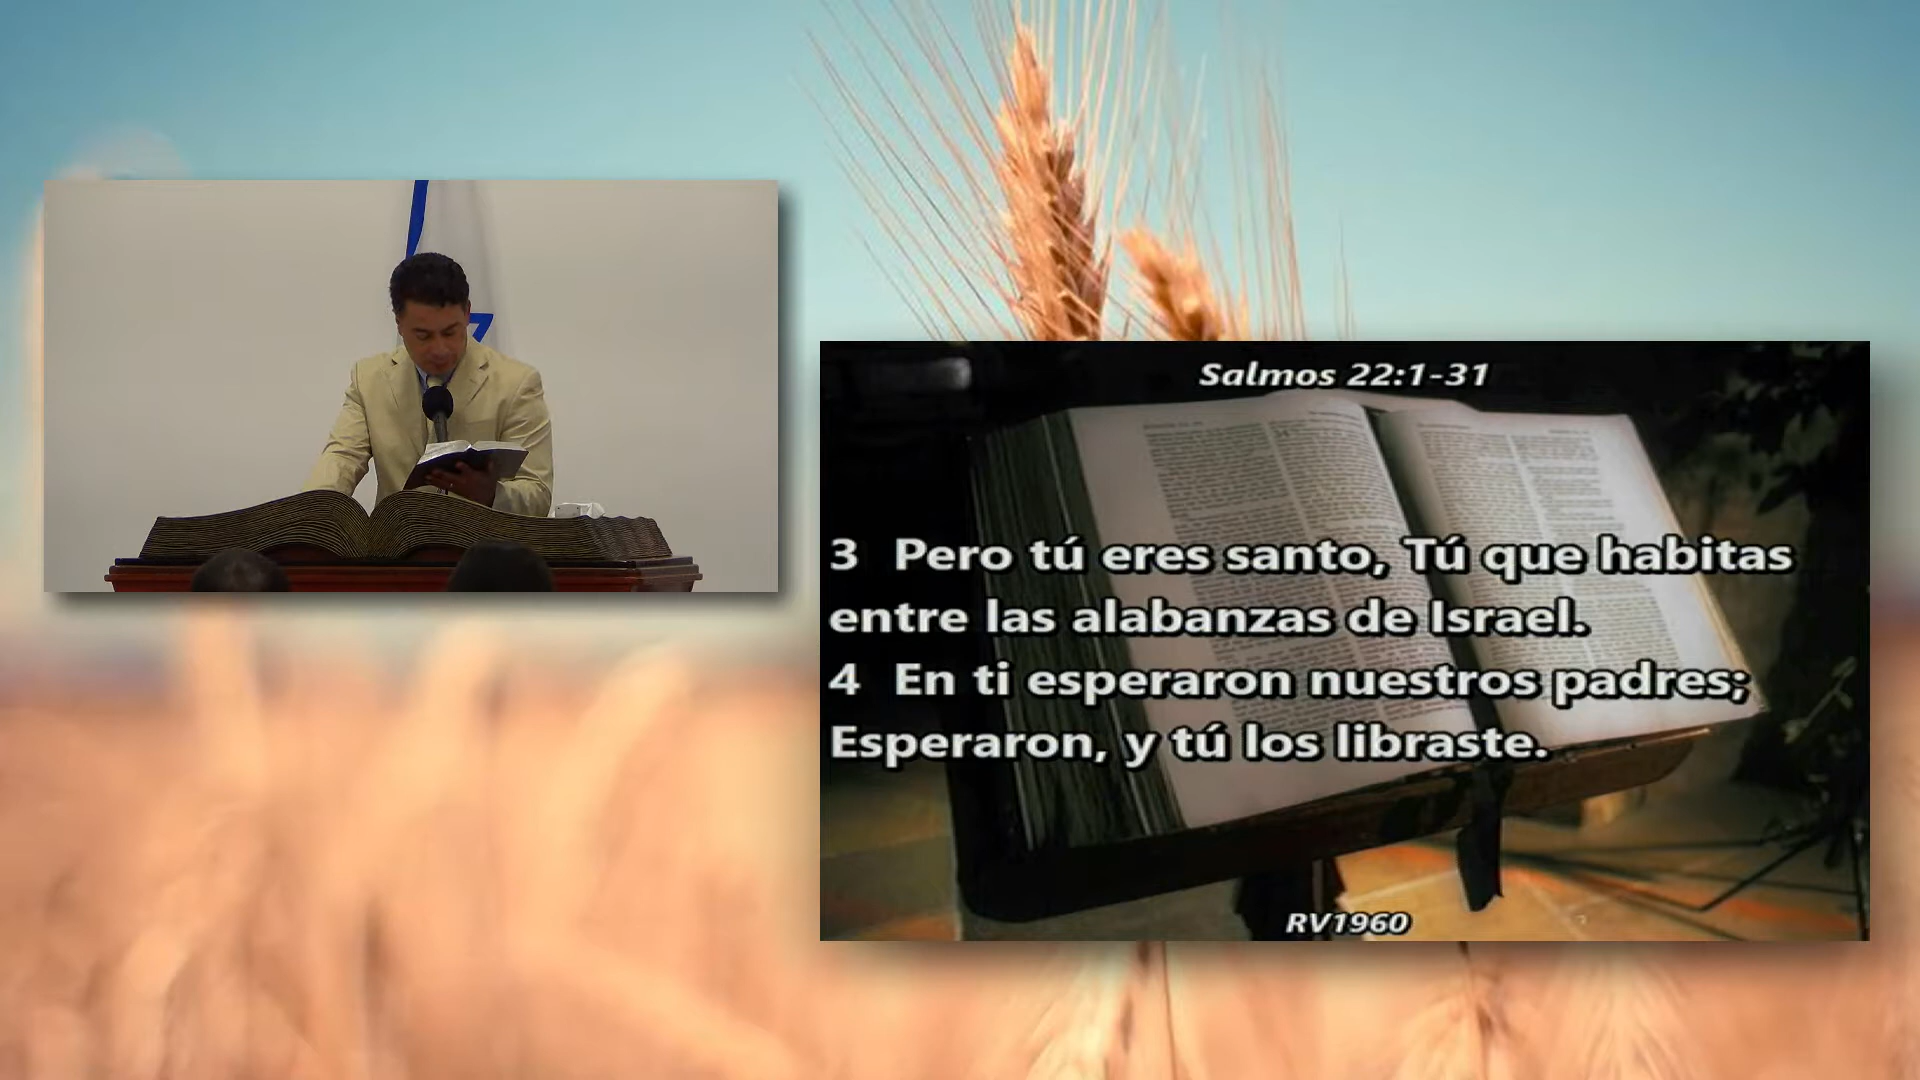 Salmos 22:1-31
3 Pero tú eres santo, Tú que habitas
entre las alabanzas de Israel.
4 En ti esperaron nuestros padres;
Esperaron, y tú los libraste.
RV1960